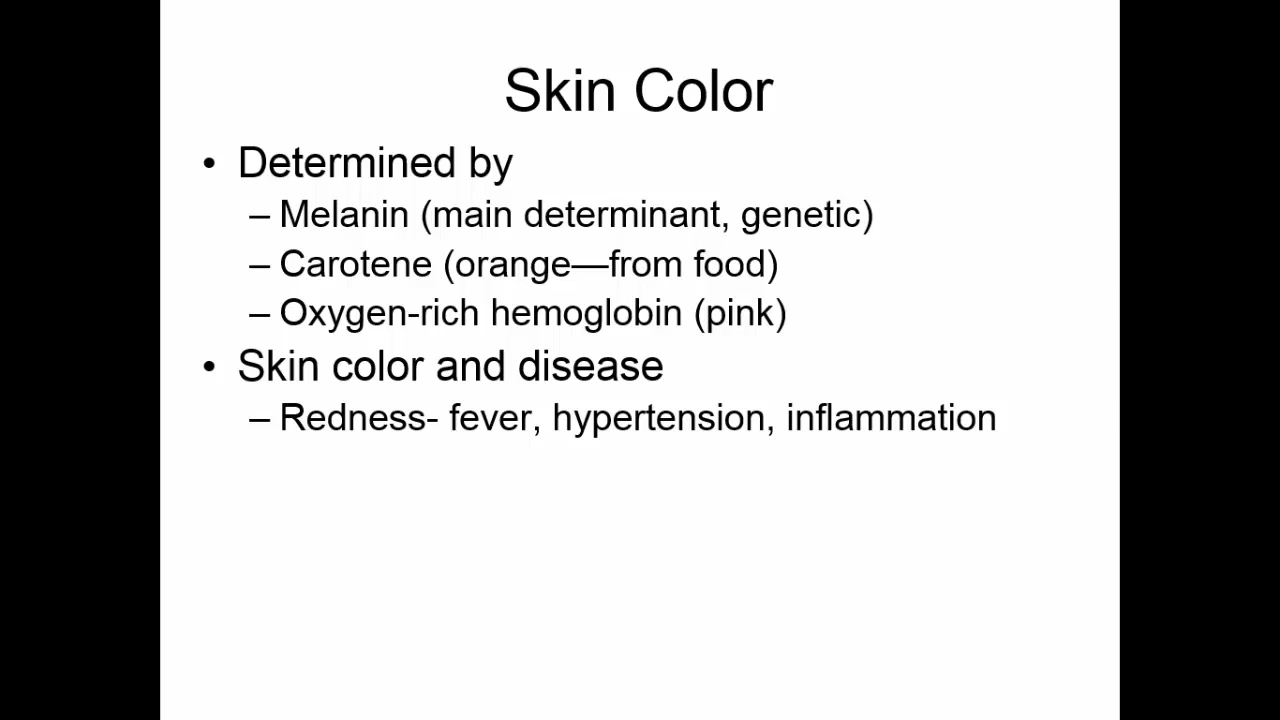 Skin Color
• Determined by
– Melanin (main determinant, genetic)
– Carotene (orange—from food)
– Oxygen-rich hemoglobin (pink)
• Skin color and disease
– Redness- fever, hypertension, inflammation